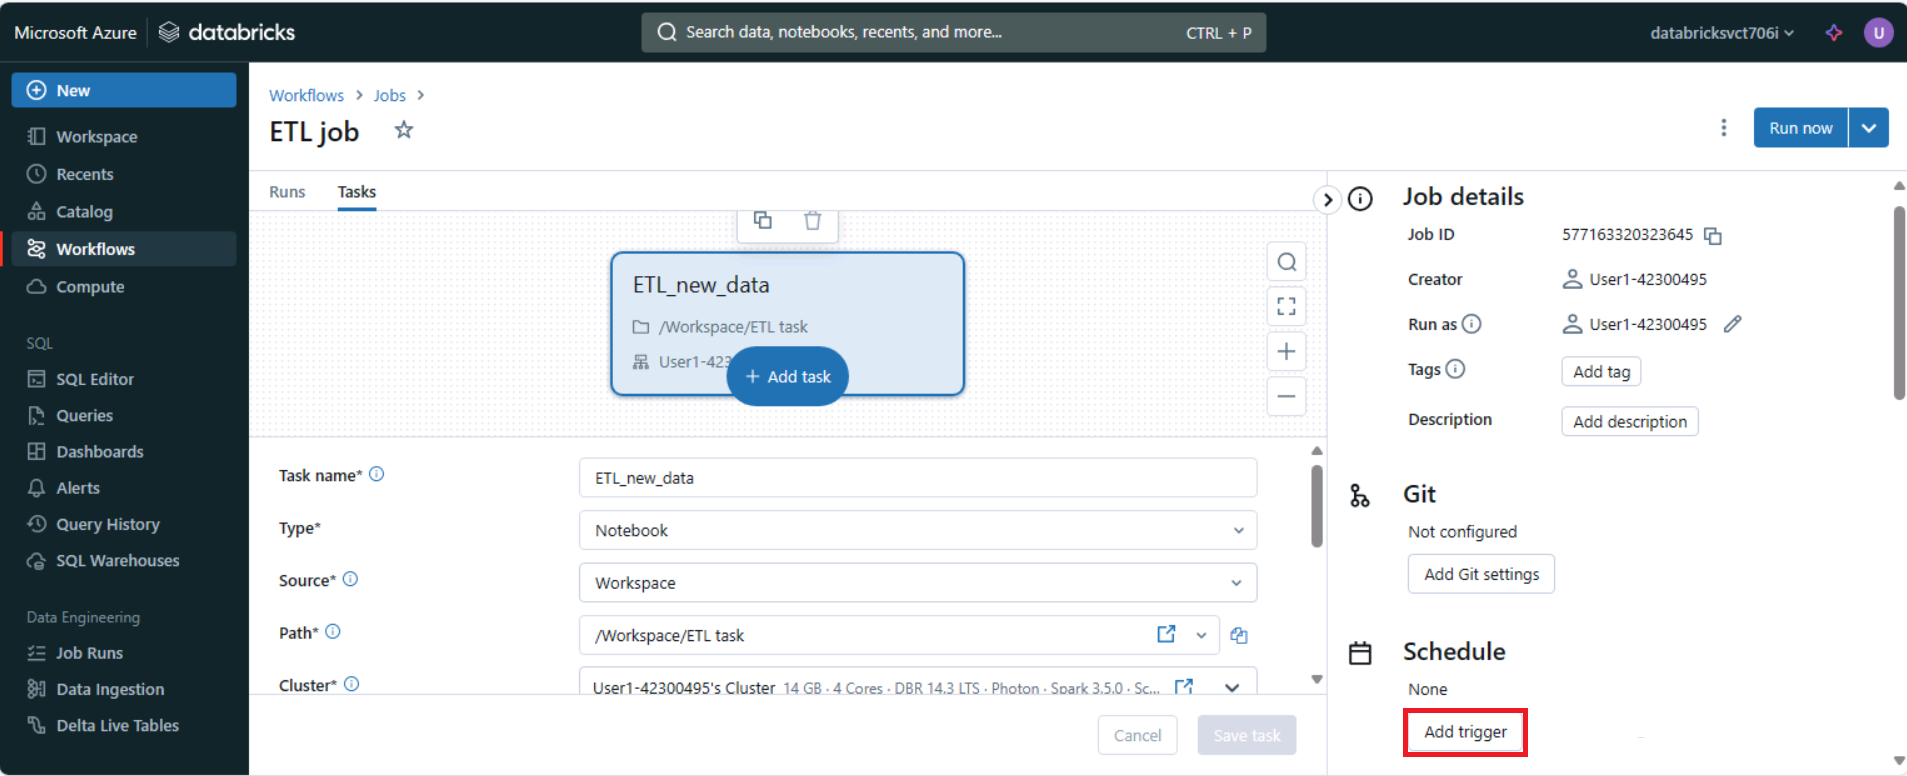 Microsoft Azure databricks
Search data, notebooks, recents, and more... CTRL + P
databricksvct706i
U
New
Workspace
Recents
Catalog
Workflows
Compute
SQL
SQL Editor
Queries
Dashboards
Alerts
Query History
SQL Warehouses
Data Engineering
Job Runs
Data Ingestion
Delta Live Tables
Workflows > Jobs >
ETL job
Run now
Runs Tasks
ETL_new_data
/Workspace/ETL task
User1-423
+ Add task
Task name* ETL_new_data
Type* Notebook
Source* Workspace
Path* /Workspace/ETL task
Cluster* User1-42300495's Cluster 14 GB · 4 Cores · DBR 14.3 LTS · Photon · Spark 3.5.0 · Sc...
Cancel Save task
Job details
Job ID 577163320323645
Creator User1-42300495
Run as User1-42300495
Tags Add tag
Description Add description
Git
Not configured
Add Git settings
Schedule
None
Add trigger